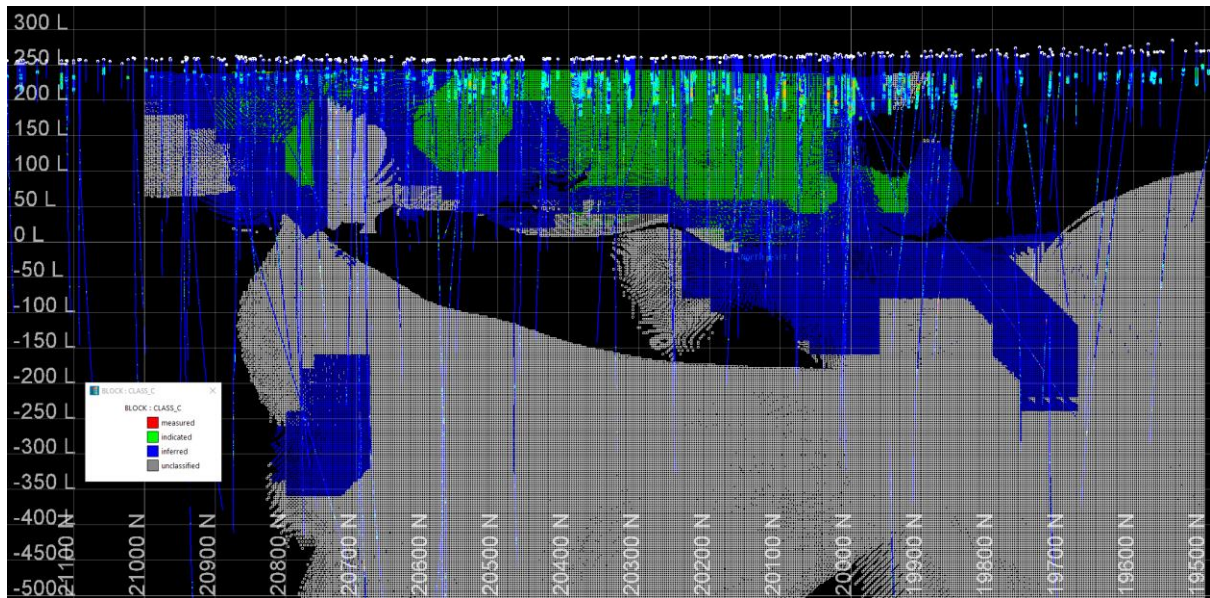 300 L
250 L
200 L
150 L
100 L
50 L
0 L
-50 L
-100 L
-150 L
-200 L
-250 L
-300 L
-350 L
-400 L
-450 L
-500 L
BLOCK : CLASS_C
BLOCK : CLASS_C
measured
indicated
inferred
unclassified
21100 N
21000 N
20900 N
20800 N
20700 N
20600 N
20500 N
20400 N
20300 N
20200 N
20100 N
20000 N
19900 N
19800 N
19700 N
19600 N
19500 N